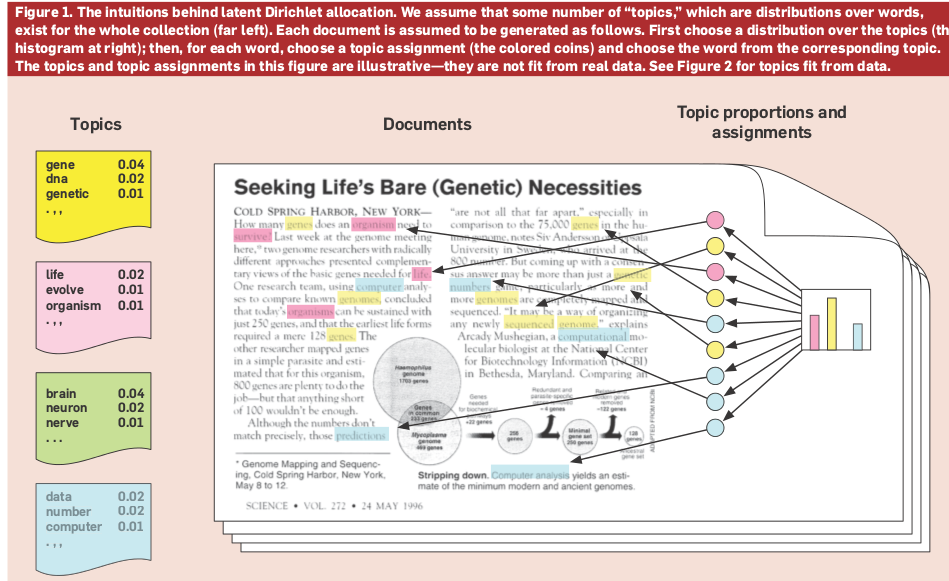 Figure 1. The intuitions behind latent Dirichlet allocation. We assume that some number of “topics,” which are distributions over words,
exist for the whole collection (far left). Each document is assumed to be generated as follows. First choose a distribution over the topics (th
histogram at right); then, for each word, choose a topic assignment (the colored coins) and choose the word from the corresponding topic.
The topics and topic assignments in this figure are illustrative—they are not fit from real data. See Figure 2 for topics fit from data.
Topics
Documents
Topic proportions and
assignments
gene 0.04
dna 0.02
genetic 0.01
. , ,
life 0.02
evolve 0.01
organism 0.01
. , ,
brain 0.04
neuron 0.02
nerve 0.01
. . .
data 0.02
number 0.02
computer 0.01
. , ,
Seeking Life’s Bare (Genetic) Necessities
COLD SPRING HARBOR, NEW YORK—
How many genes does an organism need to
survive? Last week at the genome meeting
here,* two genome researchers with radically
different approaches presented complemen-
tary views of the basic genes needed for life.
One research team, using computer analy-
ses to compare known genomes, concluded
that today’s organisms can be sustained with
just 250 genes, and that the earliest life forms
required a mere 128 genes. The
other researcher mapped genes
in a simple parasite and esti-
mated that for this organism,
800 genes are plenty to do the
job—but that anything short
of 100 wouldn’t be enough.
Although the numbers don’t
match precisely, those predictions
* Genome Mapping and Sequenc-
ing, Cold Spring Harbor, New York,
May 8 to 12.
“are not all that far apart,” especially in
comparison to the 75,000 genes in the hu-
man genome, notes Siv Andersson of Uppsala
University in Sweden, who arrived at the
800 number. But coming up with a consen-
sus answer may be more than just a genetic
numbers game, particularly as more and
more genomes are completely mapped and
sequenced. “It may be a way of organizing
any newly sequenced genome,” explains
Arcady Mushegian, a computational mo-
lecular biologist at the National Center
for Biotechnology Information (NCBI)
in Bethesda, Maryland. Comparing an
Haemophilus
genome
1703 genes
Genes
in common
233 genes
Mycoplasma
genome
469 genes
Genes
needed
for biochemical
+22 genes
256
genes
Redundant and
parasite-specific
genes removed
– 4 genes
Minimal
gene set
250 genes
genes
removed
–122 genes
128
genes
Ancestral
gene set
ADAPTED FROM NCBI
Stripping down. Computer analysis yields an esti-
mate of the minimum modern and ancient genomes.
SCIENCE • VOL. 272 • 24 MAY 1996